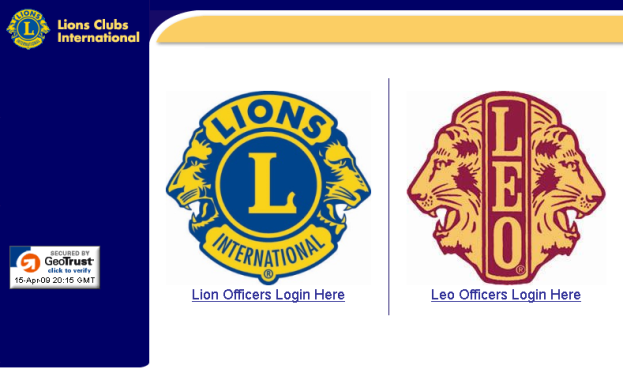 Lions Clubs
International
LIONS
L
INTERNATIONAL
®
Lion Officers Login Here
LEO
®
Leo Officers Login Here
SECURED BY
GeoTrust
click to verify
15-Apr-09 20:15 GMT